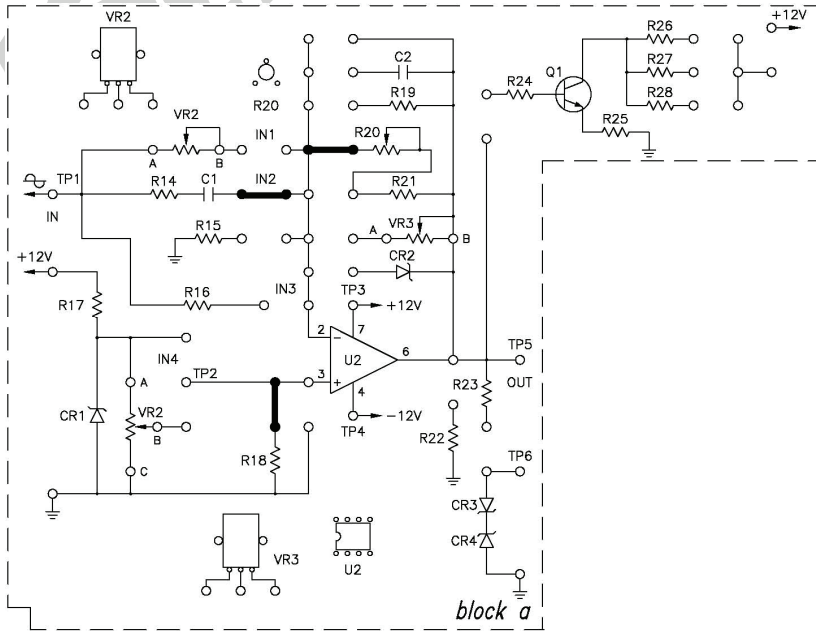 VR2
+12V
R26
C2
Q1
R27
R24
R19
R28
R20
VR2
IN1
R20
R25
A
B
TP1
R14
C1
IN2
R21
IN
R15
A
VR3
B
+12V
CR2
IN3
TP3
R16
+12V
R17
2
7
IN4
−
U2
6
TP5
TP2
3
+
OUT
A
4
R23
CR1
VR2
−12V
B
TP4
R22
R18
TP6
C
CR3
CR4
VR3
U2
block a